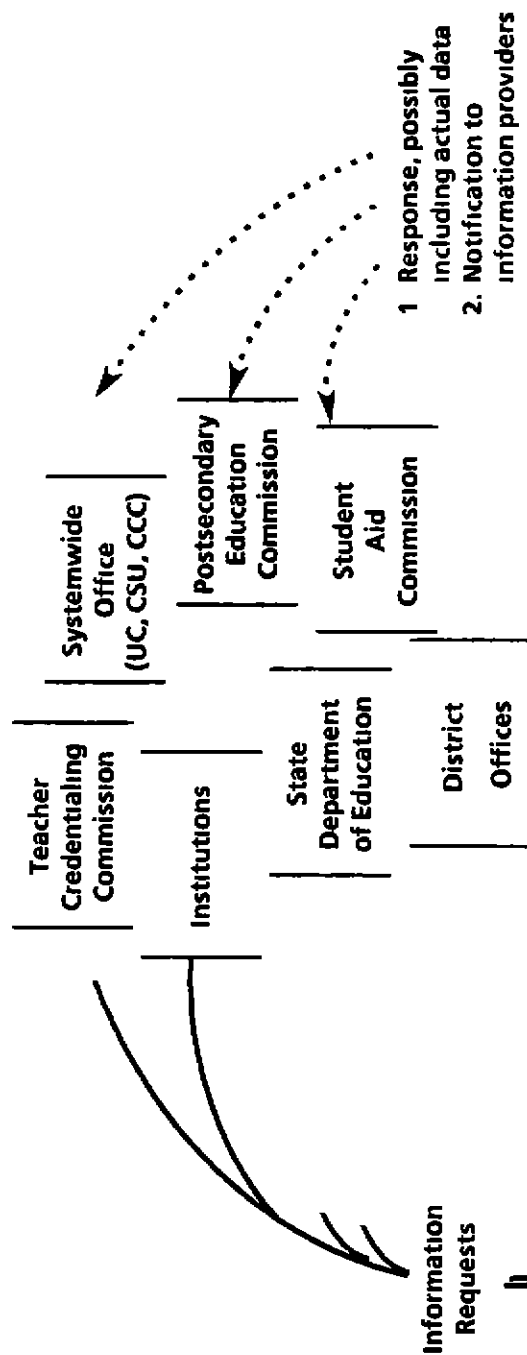 Teacher
Credentialing
Commission
Systemwide
Office
(UC, CSU, CCC)
Institutions
Postsecondary
Education
Commission
State
Department
of Education
Student
Aid
Commission
District
Offices
Information
Requests
1 Response, possibly
including actual data
2. Notification to
information providers